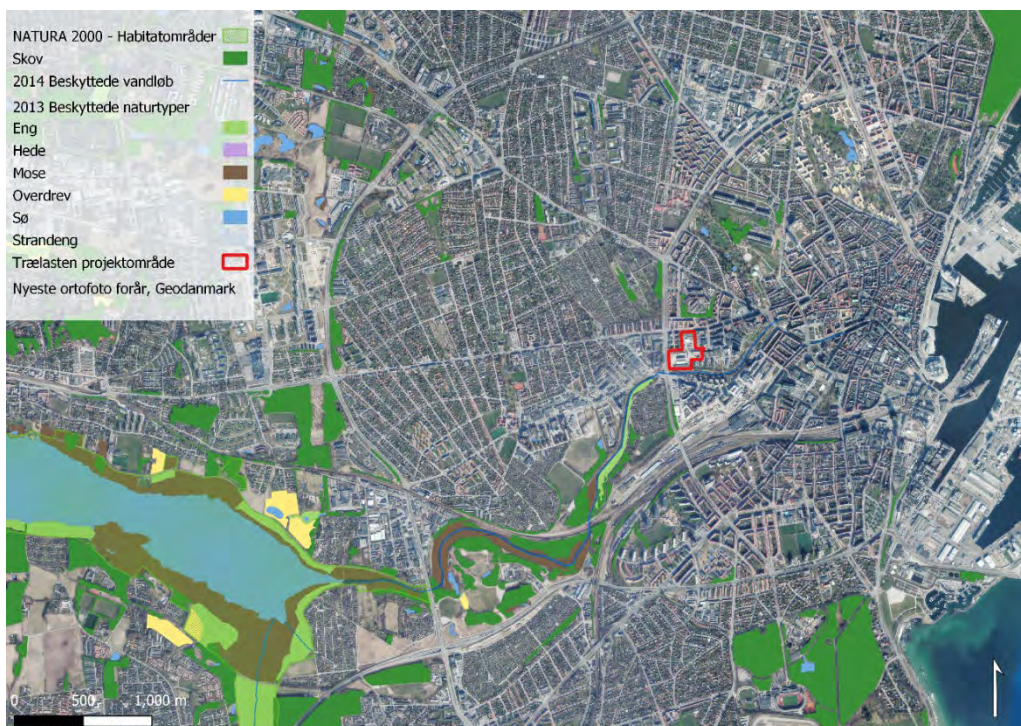 NATURA 2000 - Habitatområder
Skov
2014 Beskyttede vandløb
2013 Beskyttede naturtyper
Eng
Hede
Mose
Overdrev
Sø
Strandeng
Trælasten projektområde
Nyeste ortofoto forår, Geodanmark
0 500 1,000 m